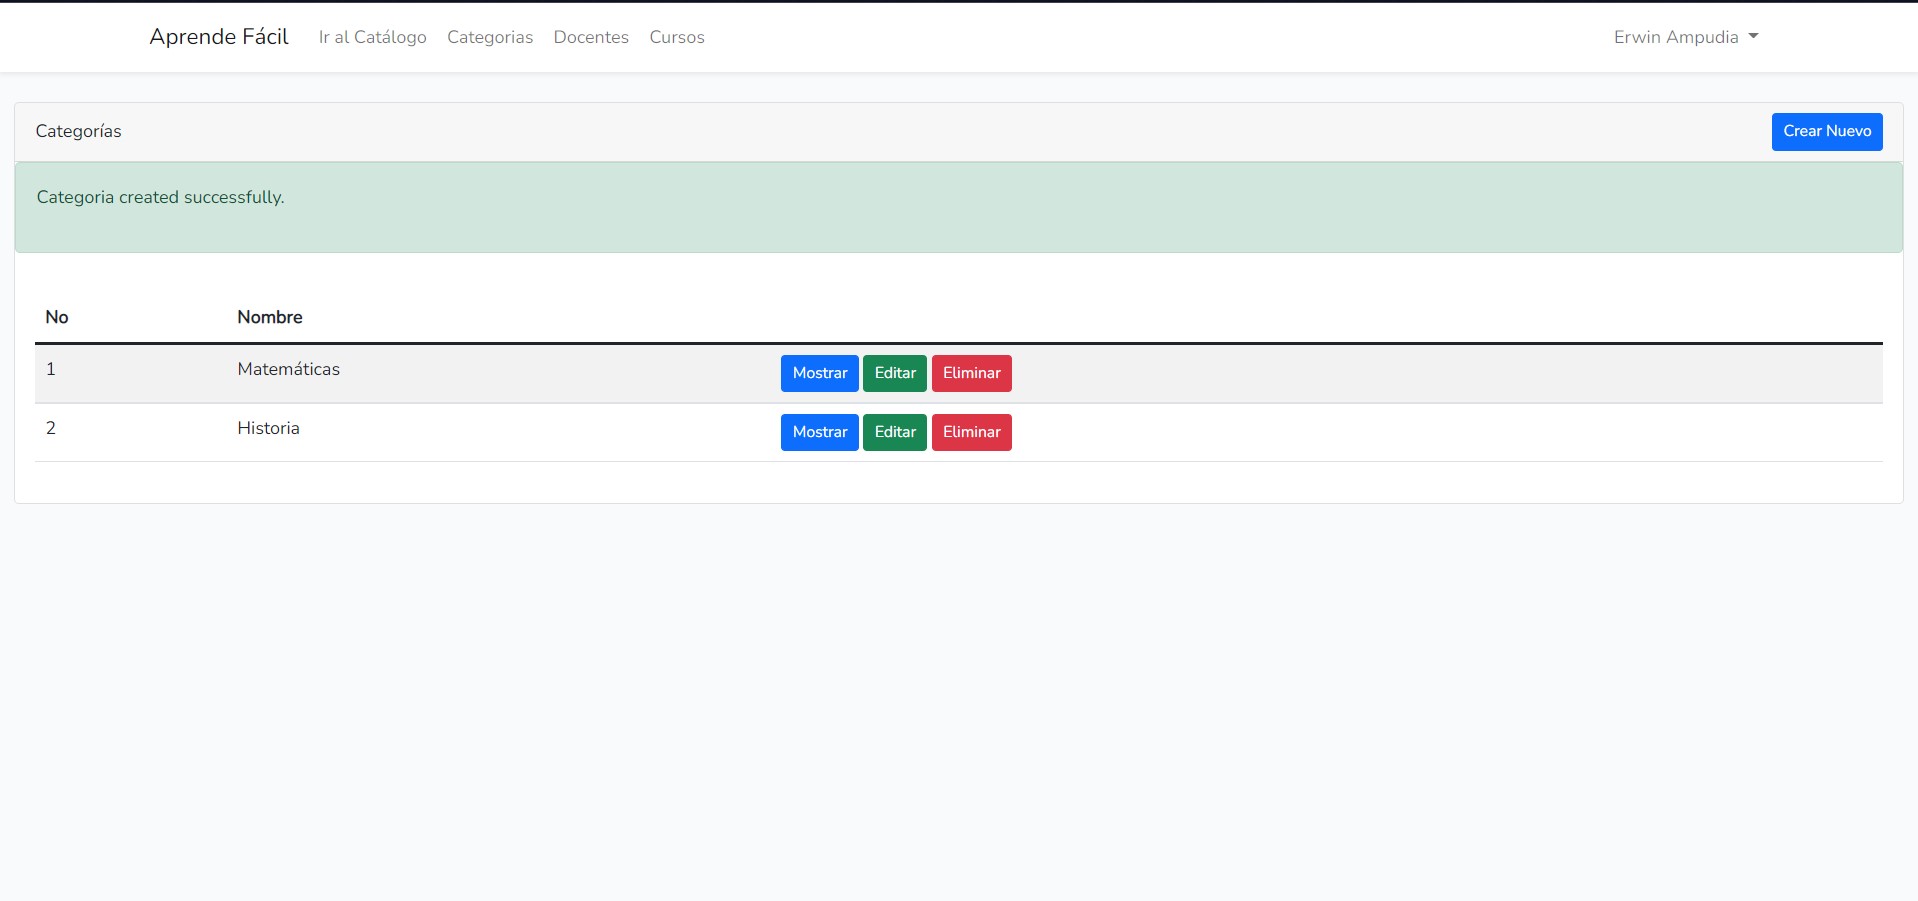 Aprende Fácil Ir al Catálogo Categorias Docentes Cursos Erwin Ampudia
Categorías Crear Nuevo
Categoria created successfully.
No Nombre
1 Matemáticas Mostrar Editar Eliminar
2 Historia Mostrar Editar Eliminar